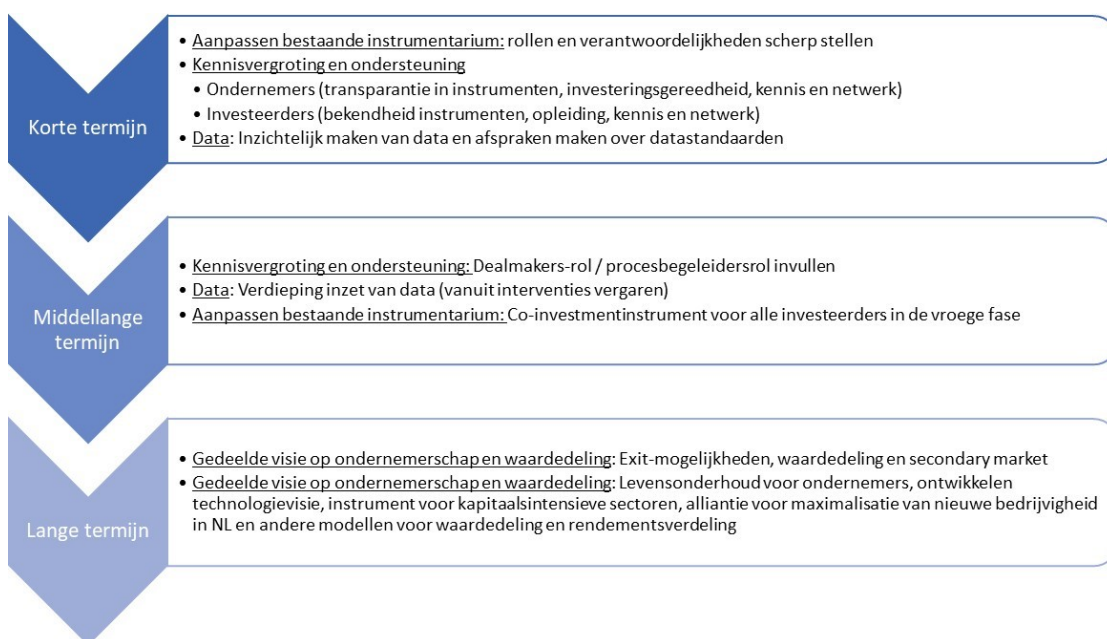 Korte termijn
• Aanpassen bestaande instrumentarium: rollen en verantwoordelijkheden scherp stellen
• Kennisvergroting en ondersteuning
• Ondernemers (transparantie in instrumenten, investeringsgereedheid, kennis en netwerk)
• Investeerders (bekendheid instrumenten, opleiding, kennis en netwerk)
• Data: Inzichtelijk maken van data en afspraken maken over datastandaarden
Middellange
termijn
• Kennisvergroting en ondersteuning: Dealmakers-rol / procesbegeleidersrol invullen
• Data: Verdieping inzet van data (vanuit interventies vergaren)
• Aanpassen bestaande instrumentarium: Co-investmentinstrument voor alle investeerders in de vroege fase
Lange termijn
• Gedeelde visie op ondernemerschap en waardedeling: Exit-mogelijkheden, waardedeling en secondary market
• Gedeelde visie op ondernemerschap en waardedeling: Levensonderhoud voor ondernemers, ontwikkelen
technologievisie, instrument voor kapitaalsintensieve sectoren, alliantie voor maximalisatie van nieuwe bedrijvigheid
in NL en andere modellen voor waardedeling en rendementsverdeling